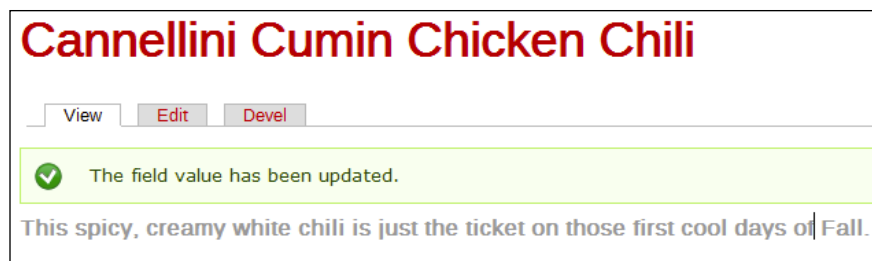 Cannellini Cumin Chicken Chili
View Edit Devel
The field value has been updated.
This spicy, creamy white chili is just the ticket on those first cool days of Fall.